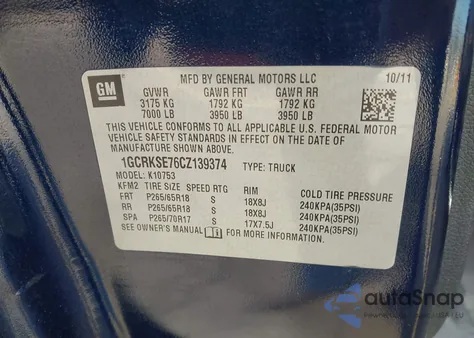 GM
MFD BY GENERAL MOTORS LLC 10/11
GVWR GAWR FRT GAWR RR
3175 KG 1792 KG 1792 KG
7000 LB 3950 LB 3950 LB
THIS VEHICLE CONFORMS TO ALL APPLICABLE U.S. FEDERAL MOTOR
VEHICLE SAFETY STANDARDS IN EFFECT ON THE DATE OF
MANUFACTURE SHOWN ABOVE.
1GCRKSE76CZ139374 TYPE: TRUCK
MODEL: K10753
KFM2 TIRE SIZE SPEED RTG RIM COLD TIRE PRESSURE
FRT P265/65R18 S 18X8J 240KPA(35PSI)
RR P265/65R18 S 18X8J 240KPA(35PSI)
SPA P265/70R17 S 17X7.5J 240KPA(35PSI)
SEE OWNER'S MANUAL FOR MORE INFORMATION.
autoSnap